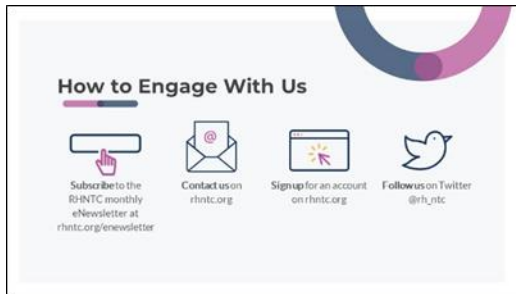 How to Engage With Us
@
Subscribe to the
RHNTC monthly
eNewsletter at
rhntc.org/enewsletter
Contact us on
rhntc.org
Sign up for an account
on rhntc.org
Follow us on Twitter
@rh_ntc